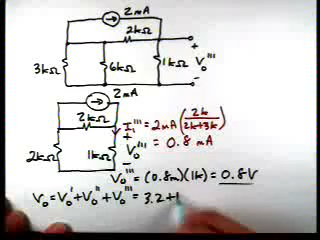 2mA
2kΩ
3kΩ 6kΩ 1kΩ + V₀''' −
2mA
2kΩ I₁''' = 2mA (2k / 2k+3k)
2kΩ 1kΩ + V₀''' − = 0.8 mA
V₀''' = (0.8m)(1k) = 0.8V
V₀ = V₀' + V₀'' + V₀''' = 3.2 + 1